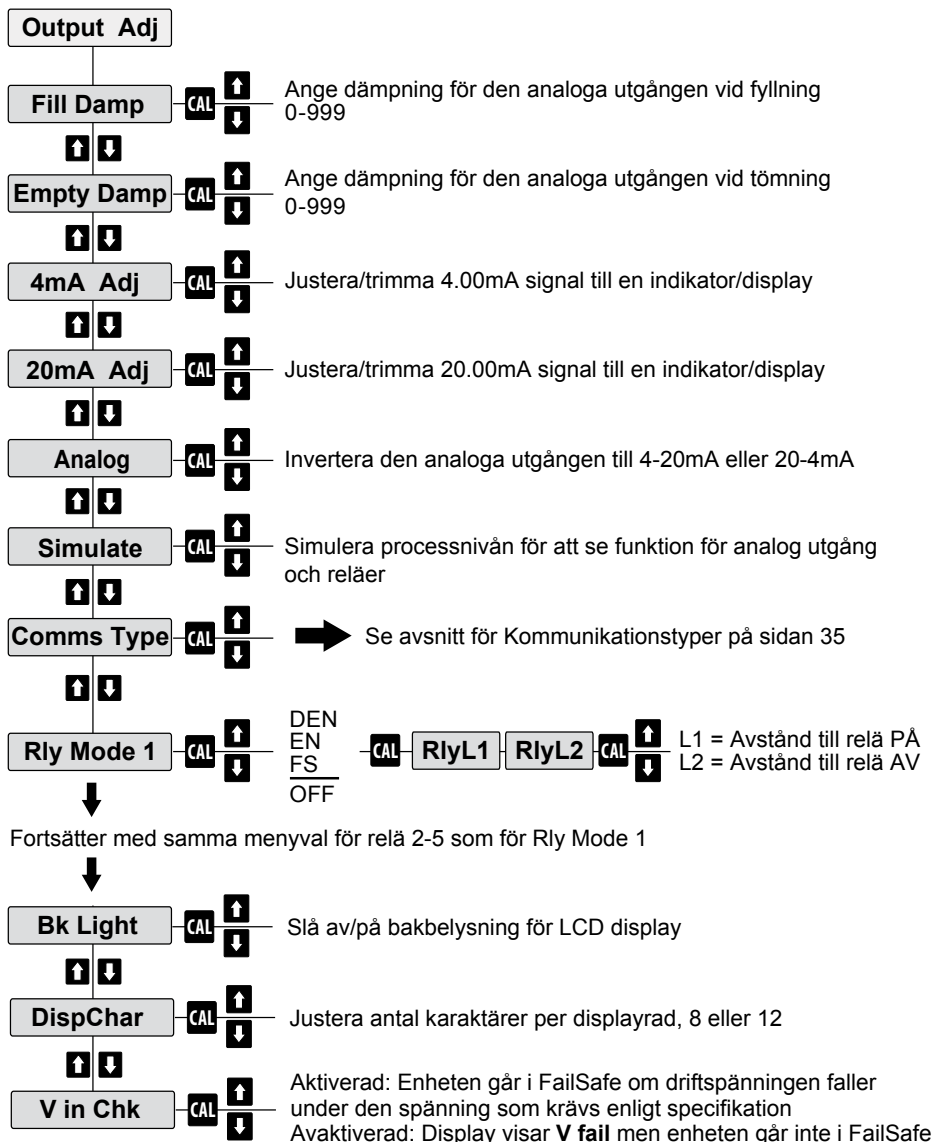 Output Adj
Fill Damp CAL Ange dämpning för den analoga utgången vid fyllning
0-999
Empty Damp CAL Ange dämpning för den analoga utgången vid tömning
0-999
4mA Adj CAL Justera/trimma 4.00mA signal till en indikator/display
20mA Adj CAL Justera/trimma 20.00mA signal till en indikator/display
Analog CAL Invertera den analoga utgången till 4-20mA eller 20-4mA
Simulate CAL Simulera processnivån för att se funktion för analog utgång
och reläer
Comms Type CAL Se avsnitt för Kommunikationstyper på sidan 35
Rly Mode 1 CAL
DEN
EN
FS
OFF
CAL RlyL1 RlyL2 CAL
L1 = Avstånd till relä PÅ
L2 = Avstånd till relä AV
Fortsätter med samma menyval för relä 2-5 som för Rly Mode 1
Bk Light CAL Slå av/på bakbelysning för LCD display
DispChar CAL Justera antal karaktärer per displayrad, 8 eller 12
V in Chk CAL
Aktiverad: Enheten går i FailSafe om driftspänningen faller
under den spänning som krävs enligt specifikation
Avaktiverad: Display visar V fail men enheten går inte i FailSafe